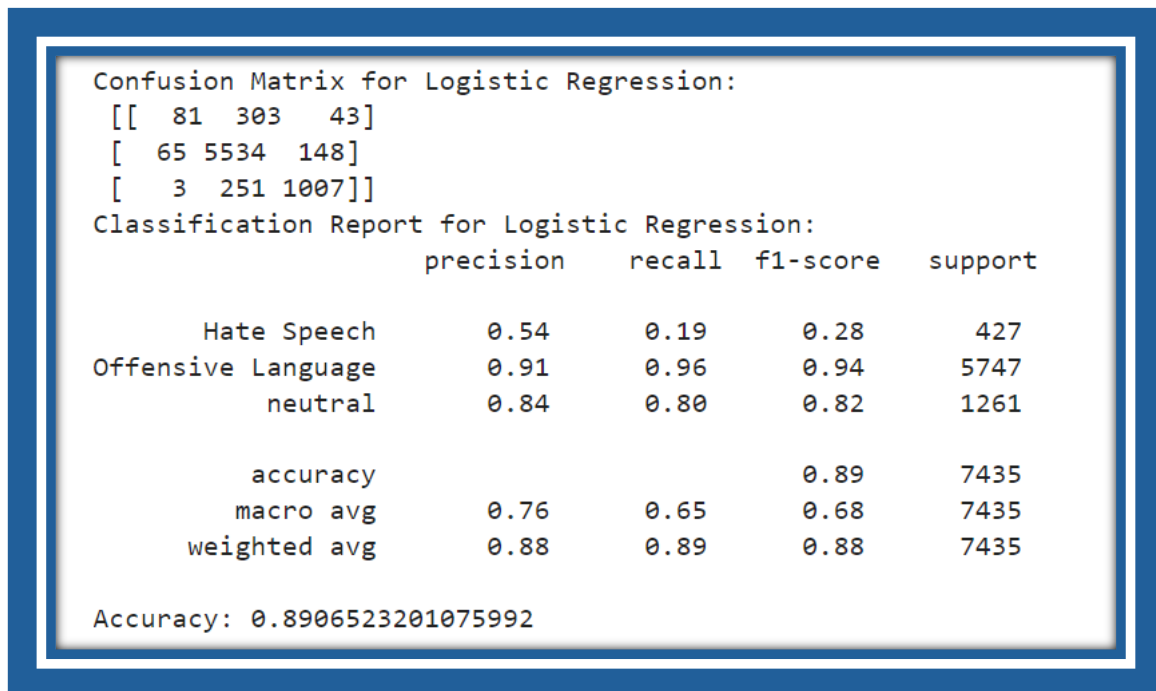 Confusion Matrix for Logistic Regression:
[[  81  303   43]
[  65 5534  148]
[   3  251 1007]]
Classification Report for Logistic Regression:
precision    recall  f1-score   support
Hate Speech       0.54      0.19      0.28       427
Offensive Language       0.91      0.96      0.94      5747
neutral       0.84      0.80      0.82      1261
accuracy                           0.89      7435
macro avg       0.76      0.65      0.68      7435
weighted avg       0.88      0.89      0.88      7435
Accuracy: 0.8906523201075992